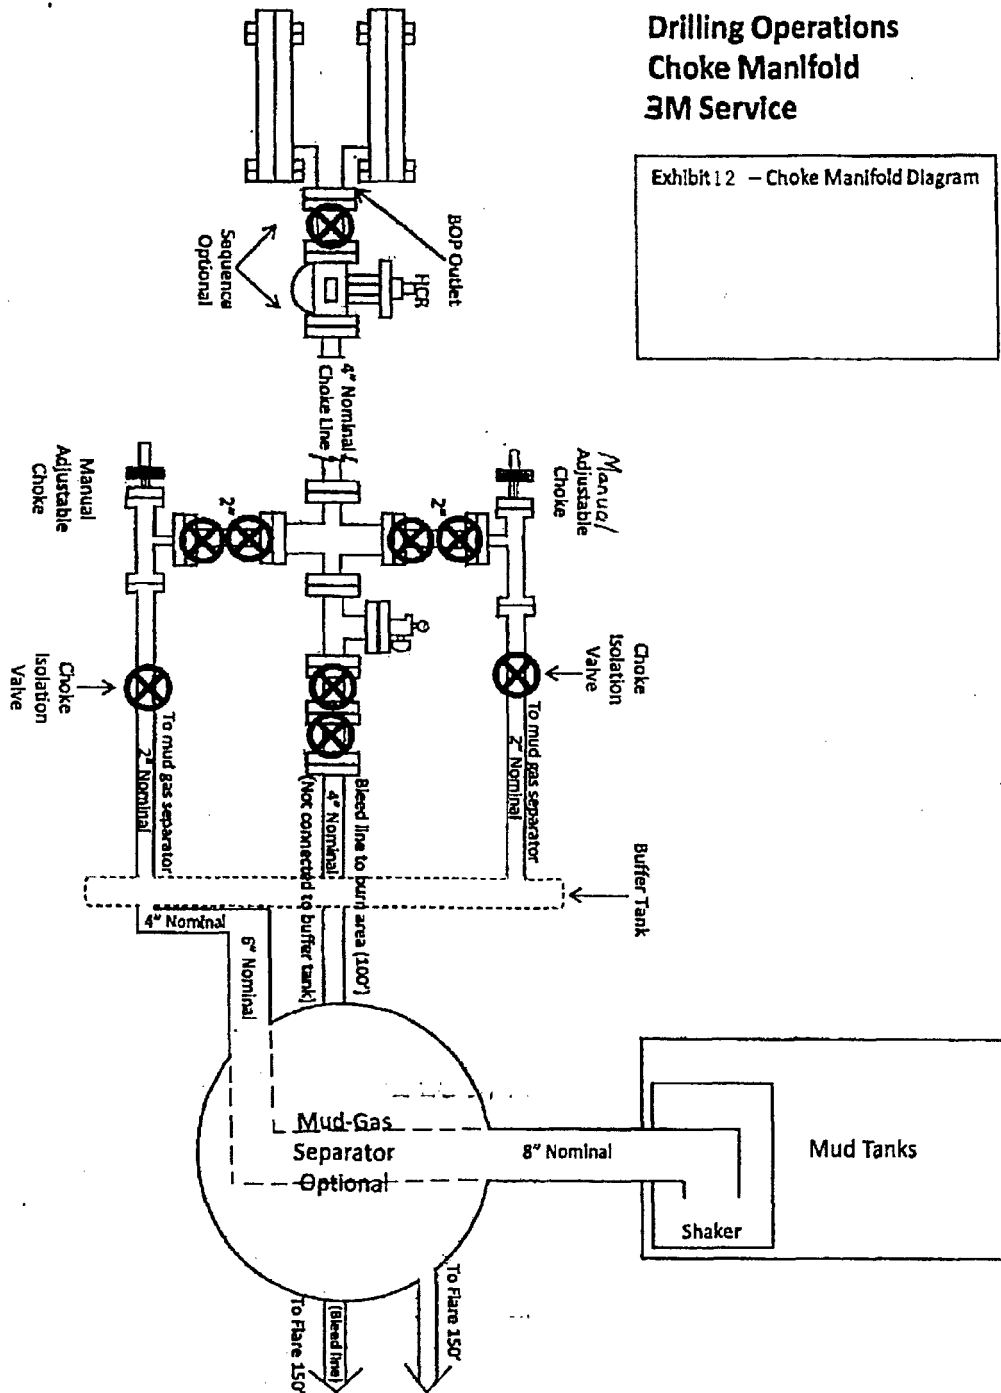 Drilling Operations
Choke Manifold
3M Service
Exhibit 12 – Choke Manifold Diagram
BOP Outlet
HCR
Sequence
Optional
4" Nominal
Choke Line
Manual
Adjustable
Choke
2"
2"
Manual
Adjustable
Choke
Choke
Isolation
Valve
Choke
Isolation
Valve
To mud gas separator
2" Nominal
To mud gas separator
2" Nominal
Bleed line to burn area (100')
4" Nominal
(Not connected to buffer tank)
Buffer Tank
4" Nominal
6" Nominal
Mud-Gas
Separator
Optional
8" Nominal
Mud Tanks
Shaker
To Flare 150'
(Bleed line)
To Flare 150'